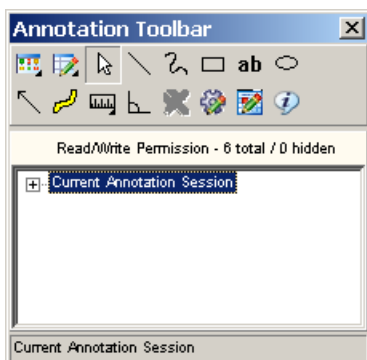 Annotation Toolbar
ab
Read/Write Permission - 6 total / 0 hidden
Current Annotation Session
Current Annotation Session